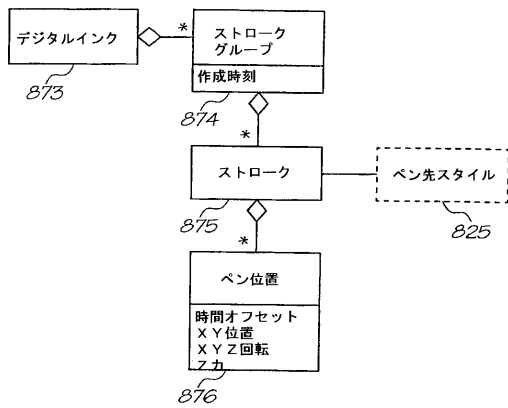 デジタルインク
*
ストローク
グループ
作成時刻
873
874
*
ストローク
ペン先スタイル
875
825
*
ペン位置
時間オフセット
XY位置
XYZ回転
Z力
876